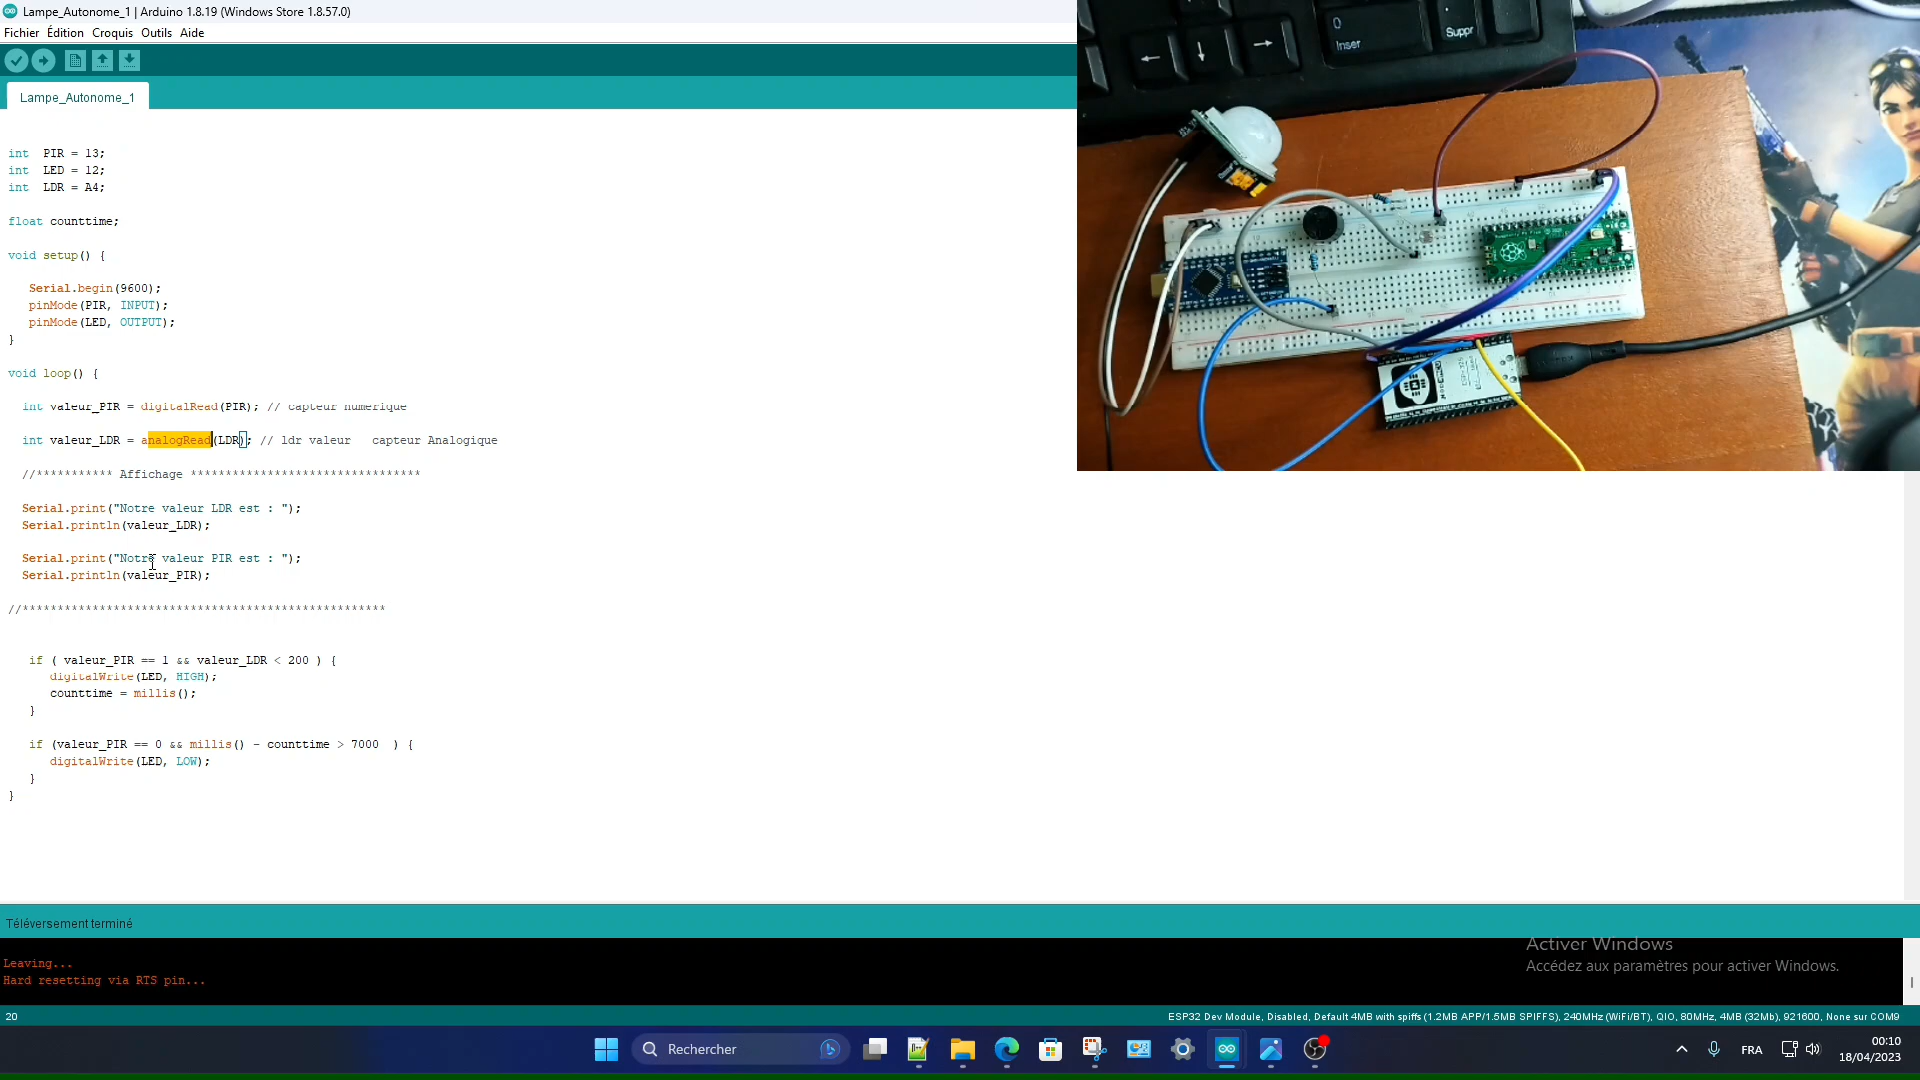 Lampe_Autonome_1 | Arduino 1.8.19 (Windows Store 1.8.57.0)
Fichier Édition Croquis Outils Aide
Lampe_Autonome_1
int  PIR = 13;
int  LED = 12;
int  LDR = A4;
float counttime;
void setup() {
Serial.begin(9600);
pinMode(PIR, INPUT);
pinMode(LED, OUTPUT);
}
void loop() {
int valeur_PIR = digitalRead(PIR); // capteur numerique
int valeur_LDR = analogRead(LDR); // ldr valeur   capteur Analogique
//*********** Affichage *********************************
Serial.print("Notre valeur LDR est : ");
Serial.println(valeur_LDR);
Serial.print("Notre valeur PIR est : ");
Serial.println(valeur_PIR);
//****************************************************
if ( valeur_PIR == 1 && valeur_LDR < 200 ) {
digitalWrite(LED, HIGH);
counttime = millis();
}
if (valeur_PIR == 0 && millis() - counttime > 7000  ) {
digitalWrite(LED, LOW);
}
}
0
Inser
Suppr
Téléversement terminé
Leaving...
Hard resetting via RTS pin...
Activer Windows
Accédez aux paramètres pour activer Windows.
20
ESP32 Dev Module, Disabled, Default 4MB with spiffs (1.2MB APP/1.5MB SPIFFS), 240MHz (WiFi/BT), QIO, 80MHz, 4MB (32Mb), 921600, None sur COM9
Rechercher
FRA
00:10
18/04/2023